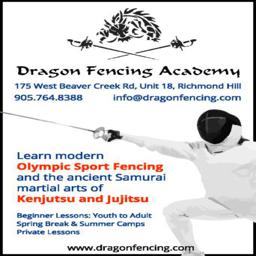 Dragon Fencing Academy
175 West Beaver Creek Rd, Unit 18, Richmond Hill
905.764.8388 info@dragonfencing.com
Learn modern
Olympic Sport Fencing
and the ancient Samurai
martial arts of
Kenjutsu and Jujitsu
Beginner Lessons: Youth to Adult
Spring Break & Summer Camps
Private Lessons
www.dragonfencing.com